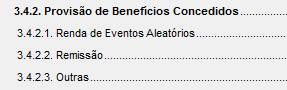 3.4.2. Provisão de Benefícios Concedidos................
3.4.2.1. Renda de Eventos Aleatórios..............................
3.4.2.2. Remissão..............................................................
3.4.2.3. Outras..................................................................